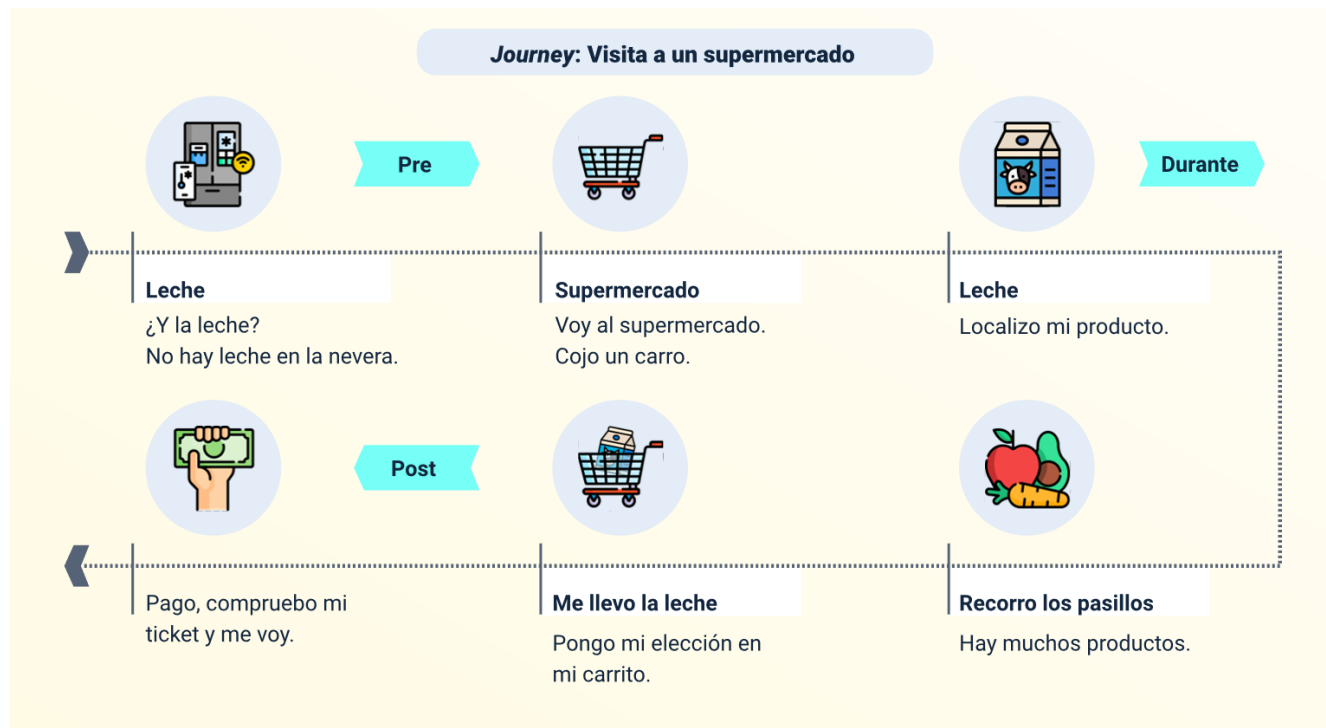 Journey: Visita a un supermercado
Pre
Durante
Leche
¿Y la leche?
No hay leche en la nevera.
Supermercado
Voy al supermercado.
Cojo un carro.
Leche
Localizo mi producto.
Post
Pago, compruebo mi
ticket y me voy.
Me llevo la leche
Pongo mi elección en
mi carrito.
Recorro los pasillos
Hay muchos productos.